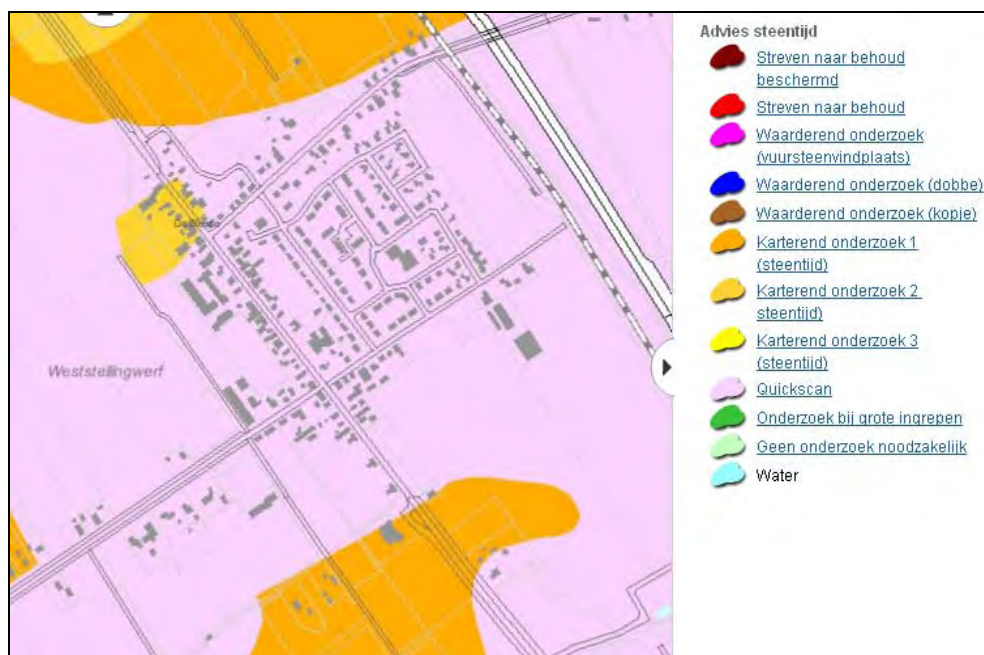 Advies steentijd
Streven naar behoud
beschermd
Streven naar behoud
Waarderend onderzoek
(vuursteenvindplaats)
Waarderend onderzoek (dobbe)
Waarderend onderzoek (kopje)
Karterend onderzoek 1
(steentijd)
Karterend onderzoek 2
steentijd)
Karterend onderzoek 3
(steentijd)
Quickscan
Onderzoek bij grote ingrepen
Geen onderzoek noodzakelijk
Water
Weststellingwerf